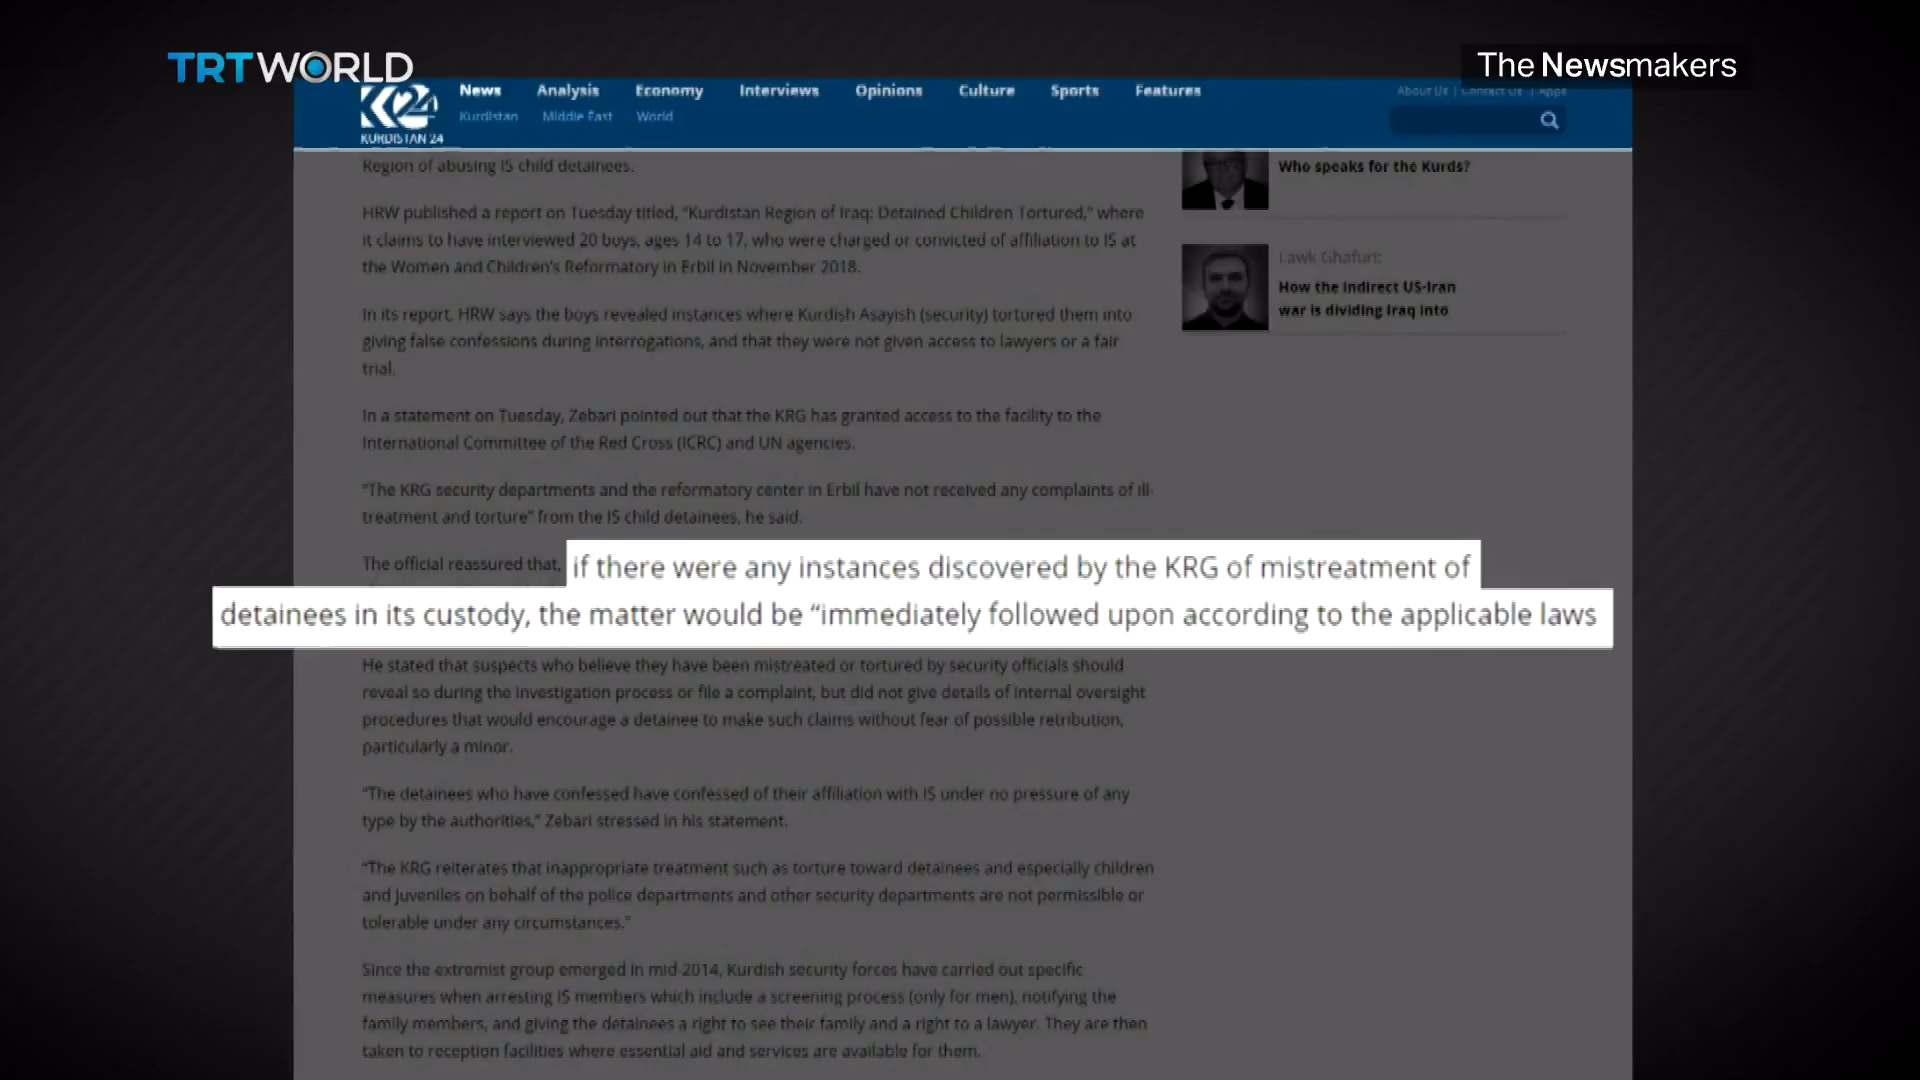 TRT WORLD
The Newsmakers
News Analysis Economy Interviews Opinions Culture Sports Features
About Us | Contact Us | Apps
Kurdistan Middle East World
K24
KURDISTAN 24
Region of abusing IS child detainees.
HRW published a report on Tuesday titled, “Kurdistan Region of Iraq: Detained Children Tortured,” where
it claims to have interviewed 20 boys, ages 14 to 17, who were charged or convicted of affiliation to IS at
the Women and Children’s Reformatory in Erbil in November 2018.
In its report, HRW says the boys revealed instances where Kurdish Asayish (security) tortured them into
giving false confessions during interrogations, and that they were not given access to lawyers or a fair
trial.
In a statement on Tuesday, Zebari pointed out that the KRG has granted access to the facility to the
International Committee of the Red Cross (ICRC) and UN agencies.
“The KRG security departments and the reformatory center in Erbil have not received any complaints of ill-
treatment and torture” from the IS child detainees, he said.
The official reassured that, if there were any instances discovered by the KRG of mistreatment of
detainees in its custody, the matter would be “immediately followed upon according to the applicable laws
He stated that suspects who believe they have been mistreated or tortured by security officials should
reveal so during the investigation process or file a complaint, but did not give details of internal oversight
procedures that would encourage a detainee to make such claims without fear of possible retribution,
particularly a minor.
“The detainees who have confessed have confessed of their affiliation with IS under no pressure of any
type by the authorities,” Zebari stressed in his statement.
“The KRG reiterates that inappropriate treatment such as torture toward detainees and especially children
and juveniles on behalf of the police departments and other security departments are not permissible or
tolerable under any circumstances.”
Since the extremist group emerged in mid-2014, Kurdish security forces have carried out specific
measures when arresting IS members which include a screening process (only for men), notifying the
family members, and giving the detainees a right to see their family and a right to a lawyer. They are then
taken to reception facilities where essential aid and services are available for them.
Who speaks for the Kurds?
Lawk Ghafuri:
How the indirect US-Iran
war is dividing Iraq into